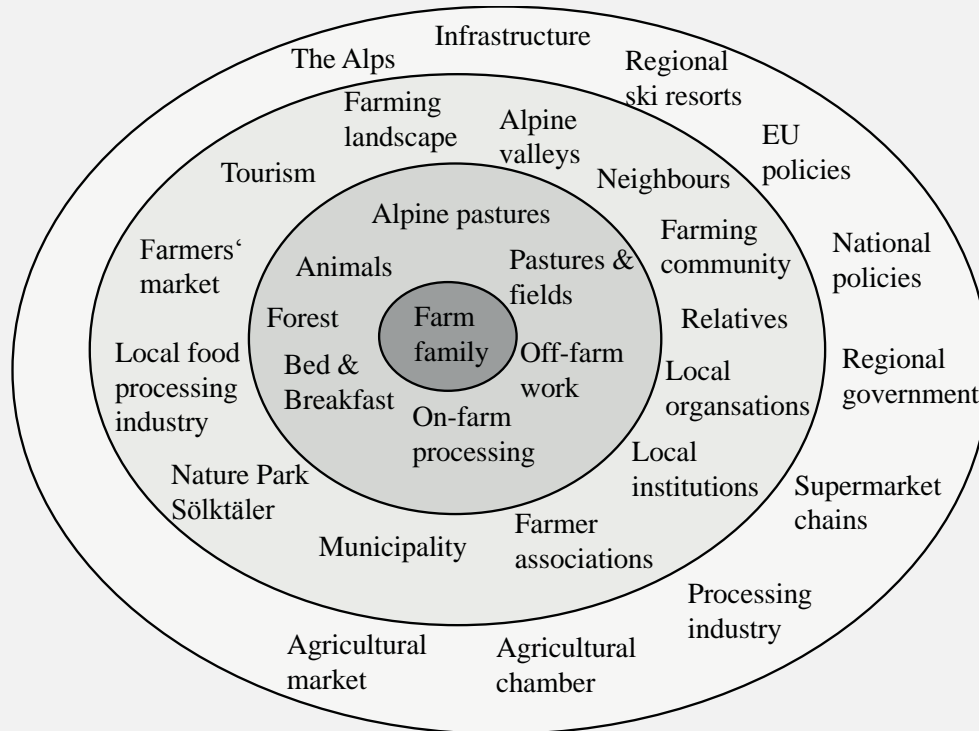 Infrastructure
The Alps
Regional
ski resorts
EU
policies
National
policies
Regional
government
Supermarket
chains
Processing
industry
Agricultural
chamber
Agricultural
market
Farming
landscape
Alpine
valleys
Neighbours
Farming
community
Relatives
Local
organsations
Local
institutions
Farmer
associations
Municipality
Nature Park
Sölktäler
Local food
processing
industry
Farmers‘
market
Tourism
Alpine pastures
Pastures &
fields
Off-farm
work
On-farm
processing
Bed &
Breakfast
Forest
Animals
Farm
family